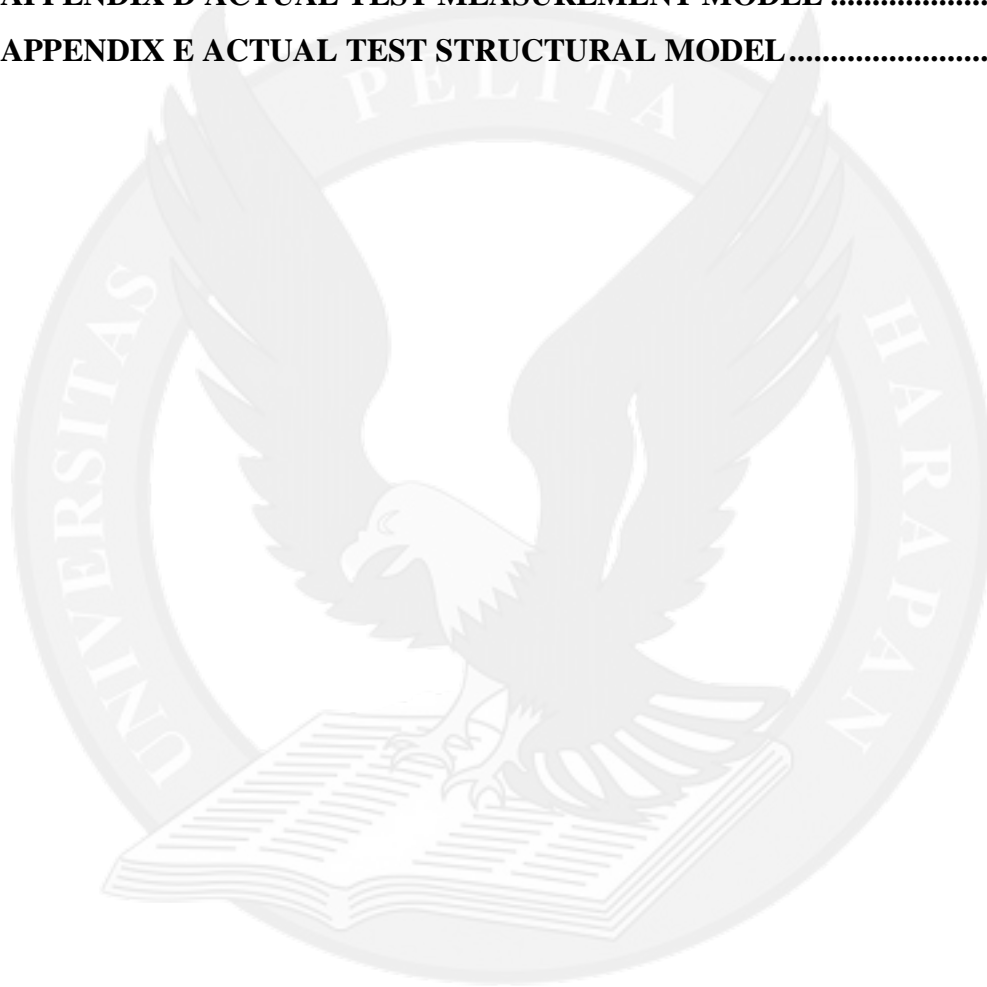 APPENDIX D ACTUAL TEST MEASUREMENT MODEL ...................
APPENDIX E ACTUAL TEST STRUCTURAL MODEL ........................
UNIVERSITAS PELITA HARAPAN